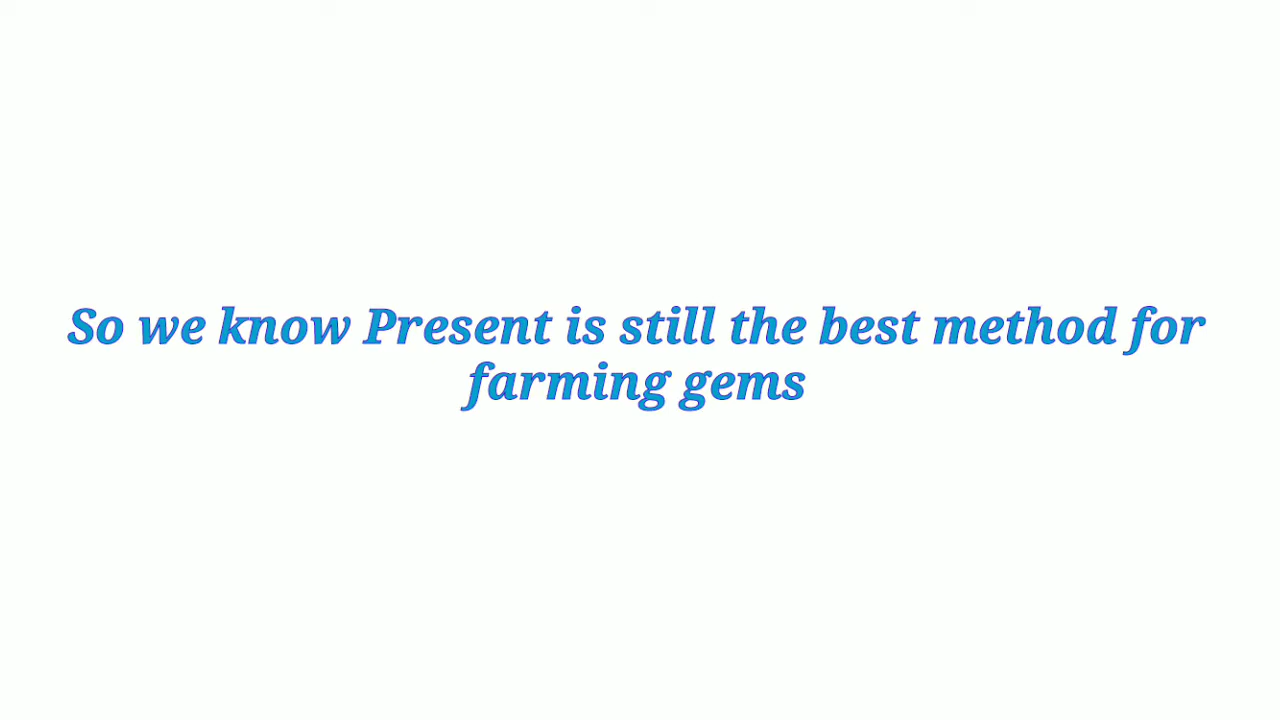 So we know Present is still the best method for
farming gems